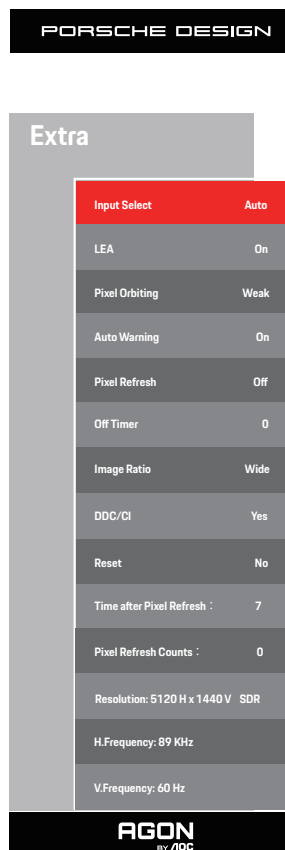 PORSCHE DESIGN
Extra
Input Select Auto
LEA On
Pixel Orbiting Weak
Auto Warning On
Pixel Refresh Off
Off Timer 0
Image Ratio Wide
DDC/CI Yes
Reset No
Time after Pixel Refresh： 7
Pixel Refresh Counts： 0
Resolution: 5120 H x 1440 V SDR
H.Frequency: 89 KHz
V.Frequency: 60 Hz
AGON
BY AOC